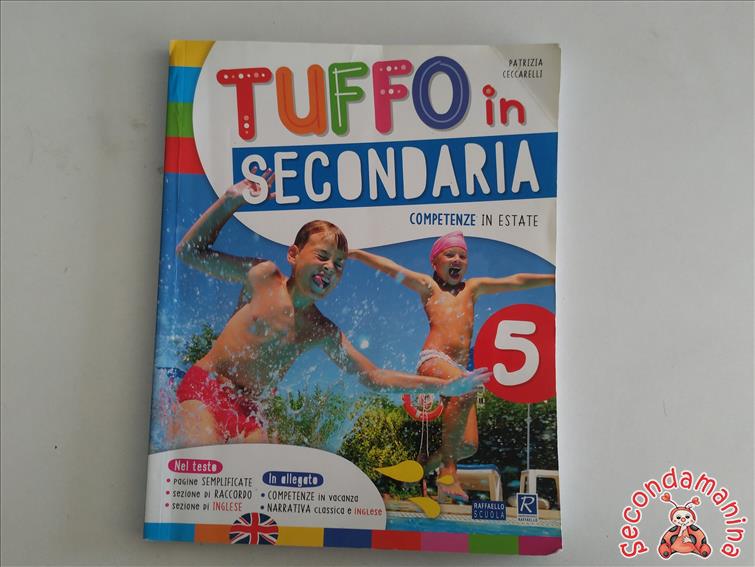 PATRIZIA
CECCARELLI
TUFFO in
SECONDARIA
COMPETENZE IN ESTATE
5
Nel testo
• pagine SEMPLIFICATE
• sezione di RACCORDO
• sezione di INGLESE
In allegato
• COMPETENZE in vacanza
• NARRATIVA classica e inglese
RAFFAELLO
SCUOLA
R
secondamanina